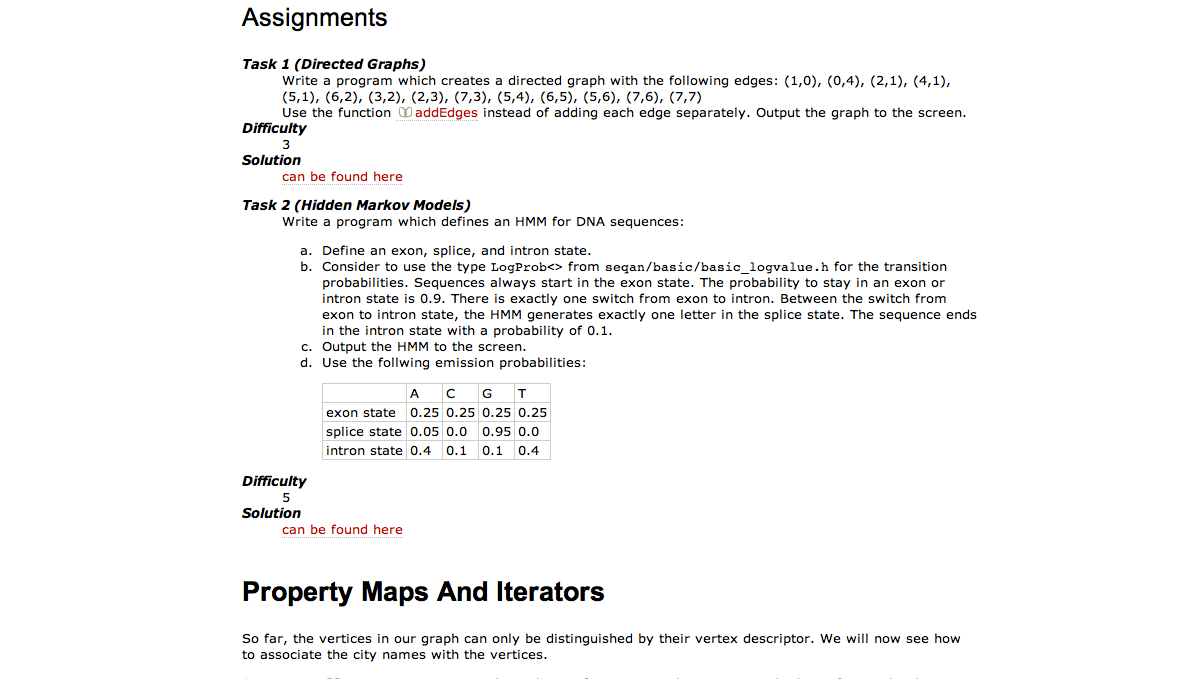 Assignments
Task 1 (Directed Graphs)
Write a program which creates a directed graph with the following edges: (1,0), (0,4), (2,1), (4,1),
(5,1), (6,2), (3,2), (2,3), (7,3), (5,4), (6,5), (5,6), (7,6), (7,7)
Use the function addEdges instead of adding each edge separately. Output the graph to the screen.
Difficulty
3
Solution
can be found here
Task 2 (Hidden Markov Models)
Write a program which defines an HMM for DNA sequences:
a. Define an exon, splice, and intron state.
b. Consider to use the type LogProb<> from seqan/basic/basic_logvalue.h for the transition
probabilities. Sequences always start in the exon state. The probability to stay in an exon or
intron state is 0.9. There is exactly one switch from exon to intron. Between the switch from
exon to intron state, the HMM generates exactly one letter in the splice state. The sequence ends
in the intron state with a probability of 0.1.
c. Output the HMM to the screen.
d. Use the follwing emission probabilities:
A C G T
exon state 0.25 0.25 0.25 0.25
splice state 0.05 0.0 0.95 0.0
intron state 0.4 0.1 0.1 0.4
Difficulty
5
Solution
can be found here
Property Maps And Iterators
So far, the vertices in our graph can only be distinguished by their vertex descriptor. We will now see how
to associate the city names with the vertices.